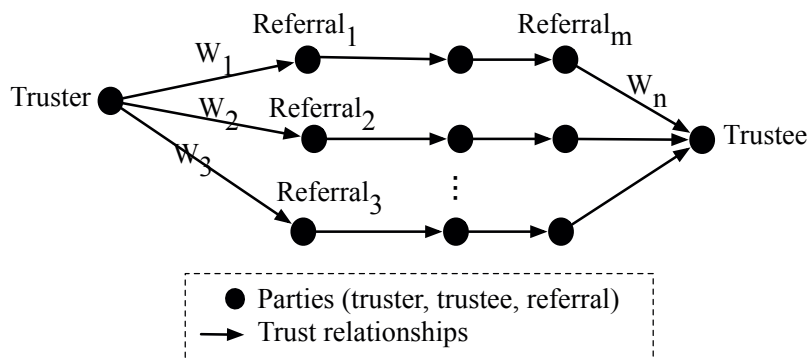 Referral1
Referralm
W1
Wn
Truster
W2
Referral2
Trustee
W3
Referral3
⋮
Parties (truster, trustee, referral)
Trust relationships